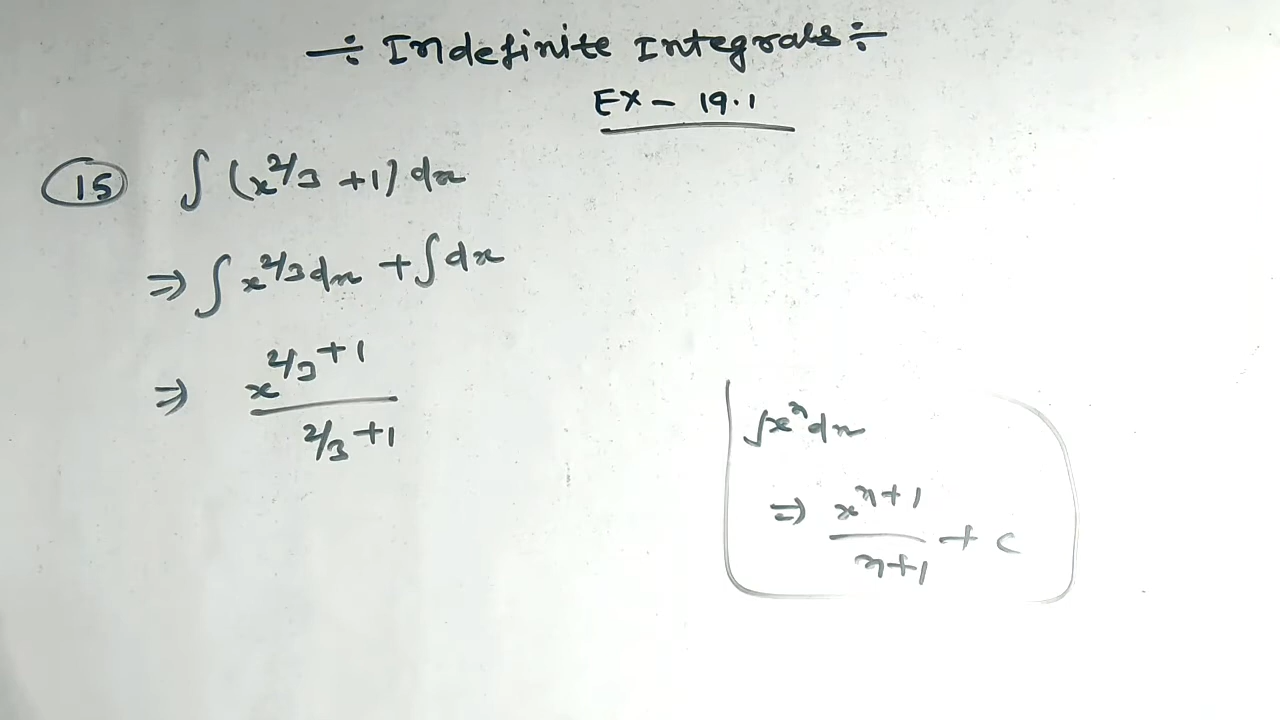 ÷ Indefinite Integrals ÷
EX - 19.1
15 ∫ (x^2/3 + 1) dx
⇒ ∫ x^2/3 dx + ∫ dx
⇒ x^2/3 + 1
2/3 + 1
∫x^n dx
⇒ x^n+1
n+1 + c